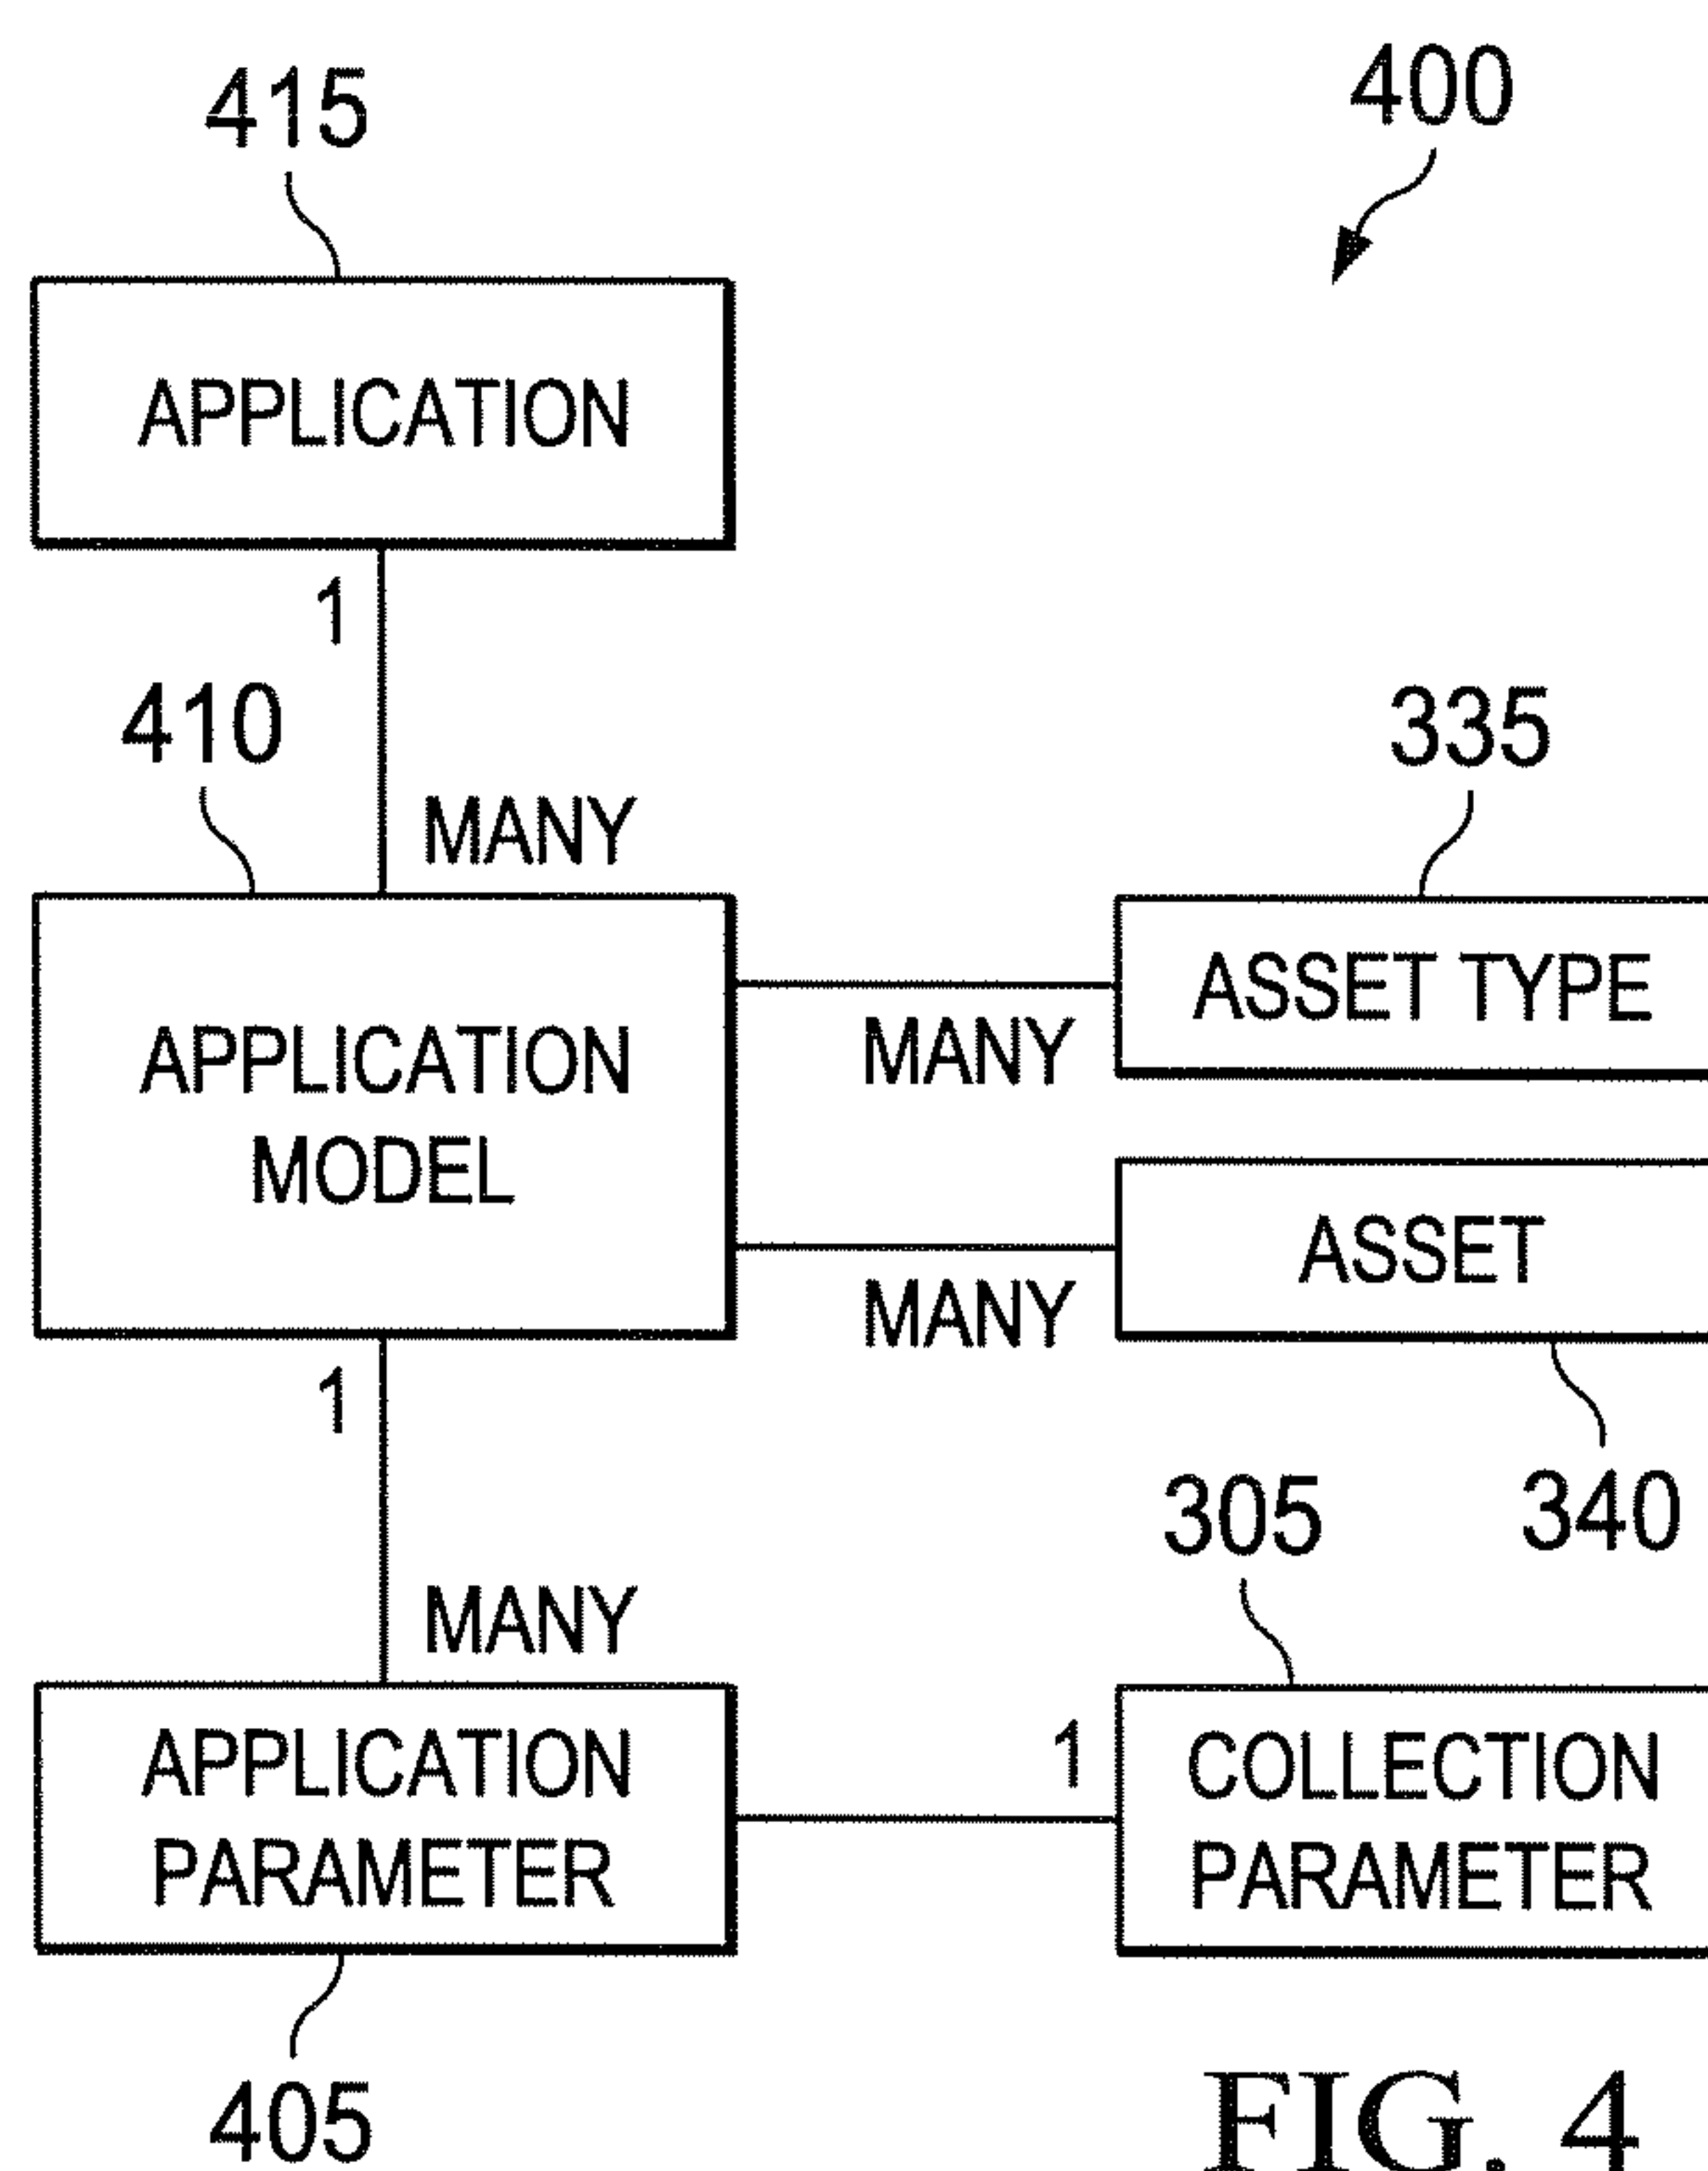 415
400
APPLICATION
1
410
MANY
335
APPLICATION
MODEL
ASSET TYPE
MANY
ASSET
MANY
340
1
MANY
305
APPLICATION
PARAMETER
1
COLLECTION
PARAMETER
405
FIG. 4